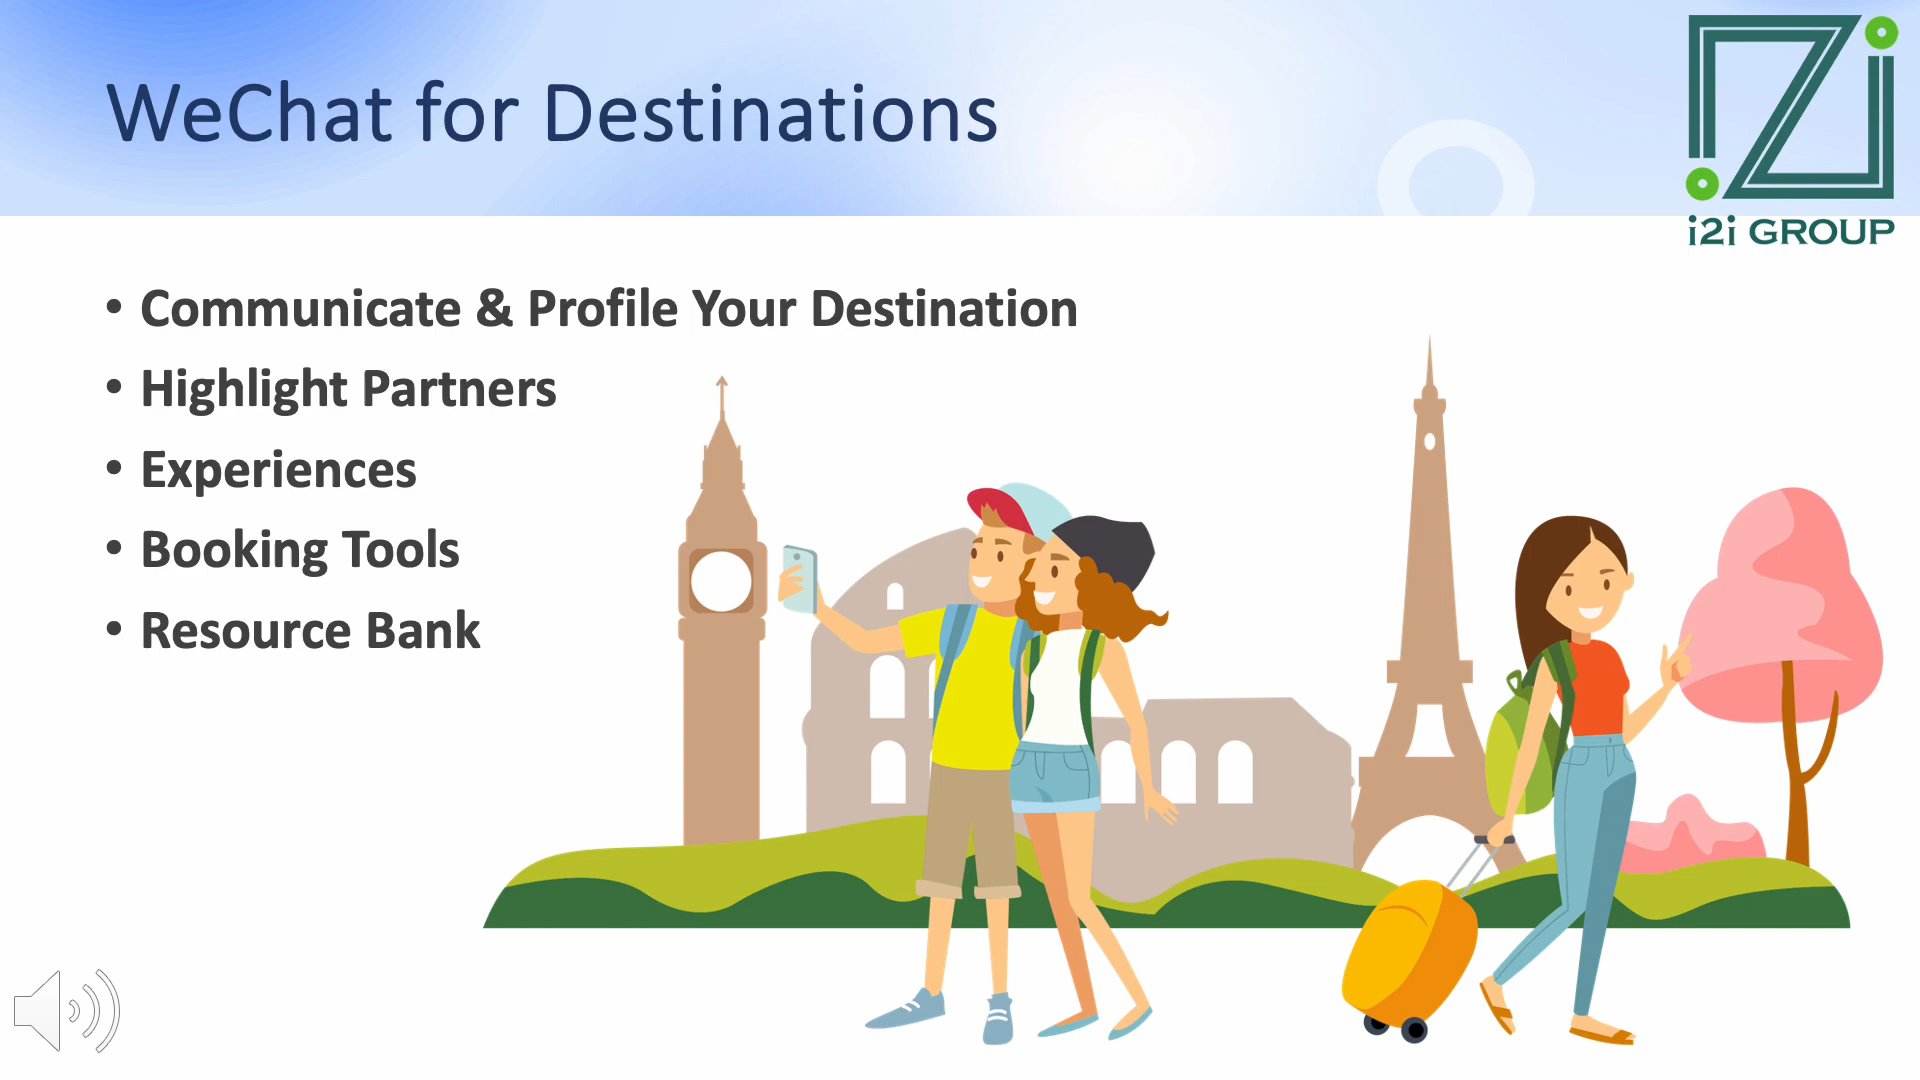 WeChat for Destinations
i2i GROUP
• Communicate & Profile Your Destination
• Highlight Partners
• Experiences
• Booking Tools
• Resource Bank